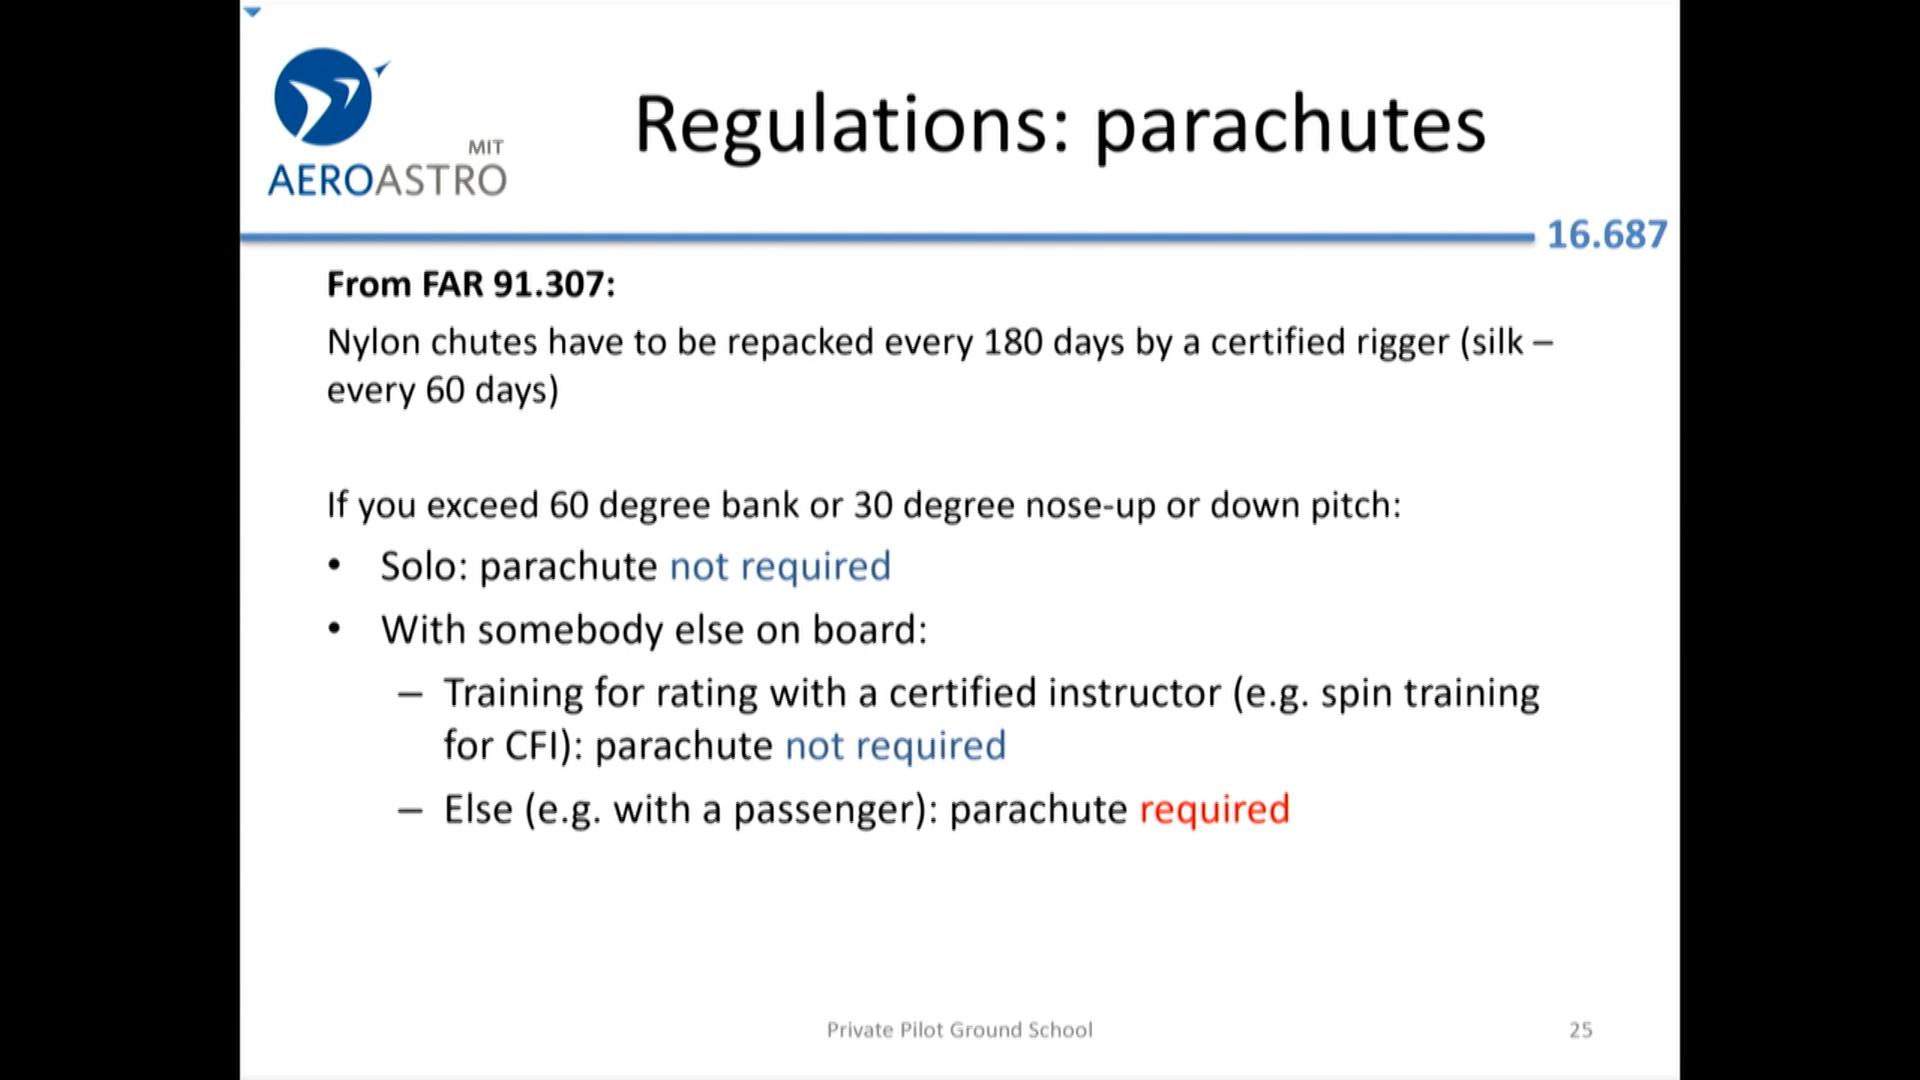 MIT
AEROASTRO
Regulations: parachutes
16.687
From FAR 91.307:
Nylon chutes have to be repacked every 180 days by a certified rigger (silk –
every 60 days)
If you exceed 60 degree bank or 30 degree nose-up or down pitch:
• Solo: parachute not required
• With somebody else on board:
– Training for rating with a certified instructor (e.g. spin training
for CFI): parachute not required
– Else (e.g. with a passenger): parachute required
Private Pilot Ground School
25